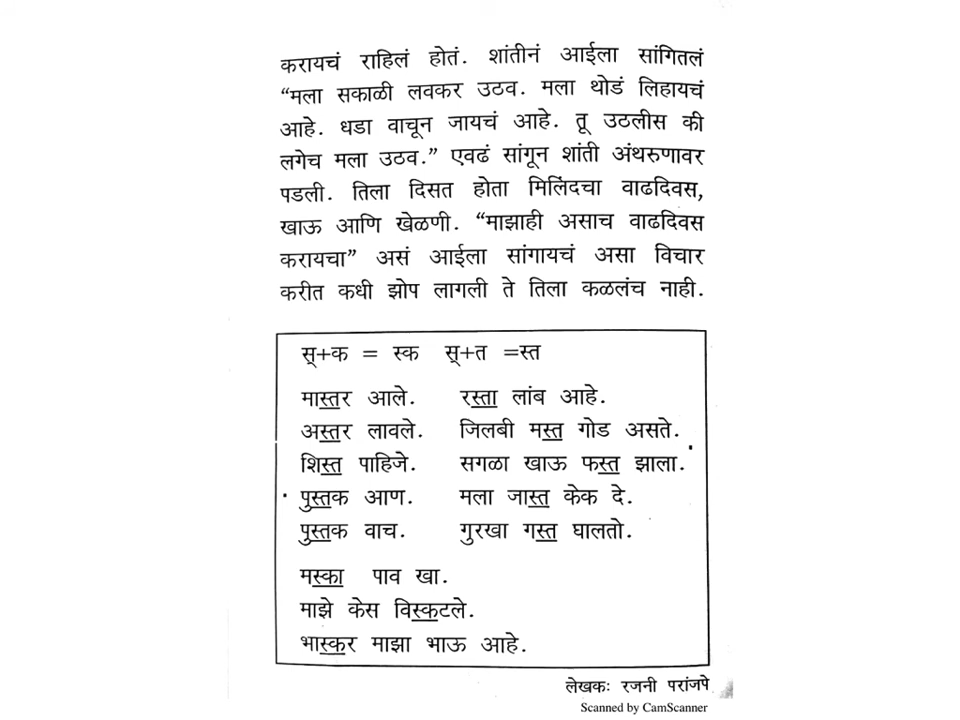 करायचं राहिलं होतं. शांतीनं आईला सांगितलं
“मला सकाळी लवकर उठव. मला थोडं लिहायचं
आहे. धडा वाचून जायचं आहे. तू उठलीस की
लगेच मला उठव.” एवढं सांगून शांती अंथरुणावर
पडली. तिला दिसत होता मिलिंदचा वाढदिवस,
खाऊ आणि खेळणी. “माझाही असाच वाढदिवस
करायचा” असं आईला सांगायचं असा विचार
करीत कधी झोप लागली ते तिला कळलंच नाही.
स्+क = स्क स्+त =स्त
मास्तर आले. रस्ता लांब आहे.
अस्तर लावले. जिलबी मस्त गोड असते.
शिस्त पाहिजे. सगळा खाऊ फस्त झाला.
पुस्तक आण. मला जास्त केक दे.
पुस्तक वाच. गुरखा गस्त घालतो.
मस्का पाव खा.
माझे केस विस्कटले.
भास्कर माझा भाऊ आहे.
लेखकः रजनी परांजपे
Scanned by CamScanner